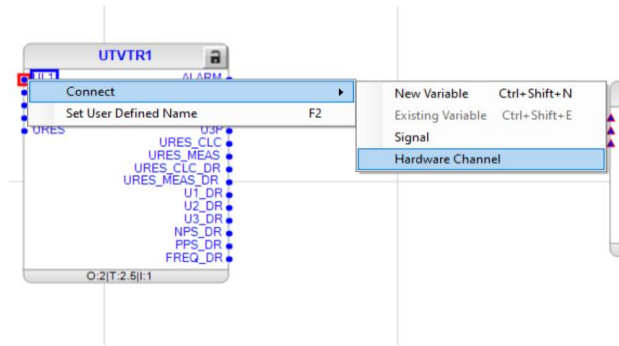 UTVTR1
UL1 ALARM
Connect
Set User Defined Name F2
New Variable Ctrl+Shift+N
Existing Variable Ctrl+Shift+E
Signal
Hardware Channel
URES U3P
URES_CLC
URES_MEAS
URES_CLC_DR
URES_MEAS_DR
U1_DR
U2_DR
U3_DR
NPS_DR
PPS_DR
FREQ_DR
O:2|T:2.5|I:1